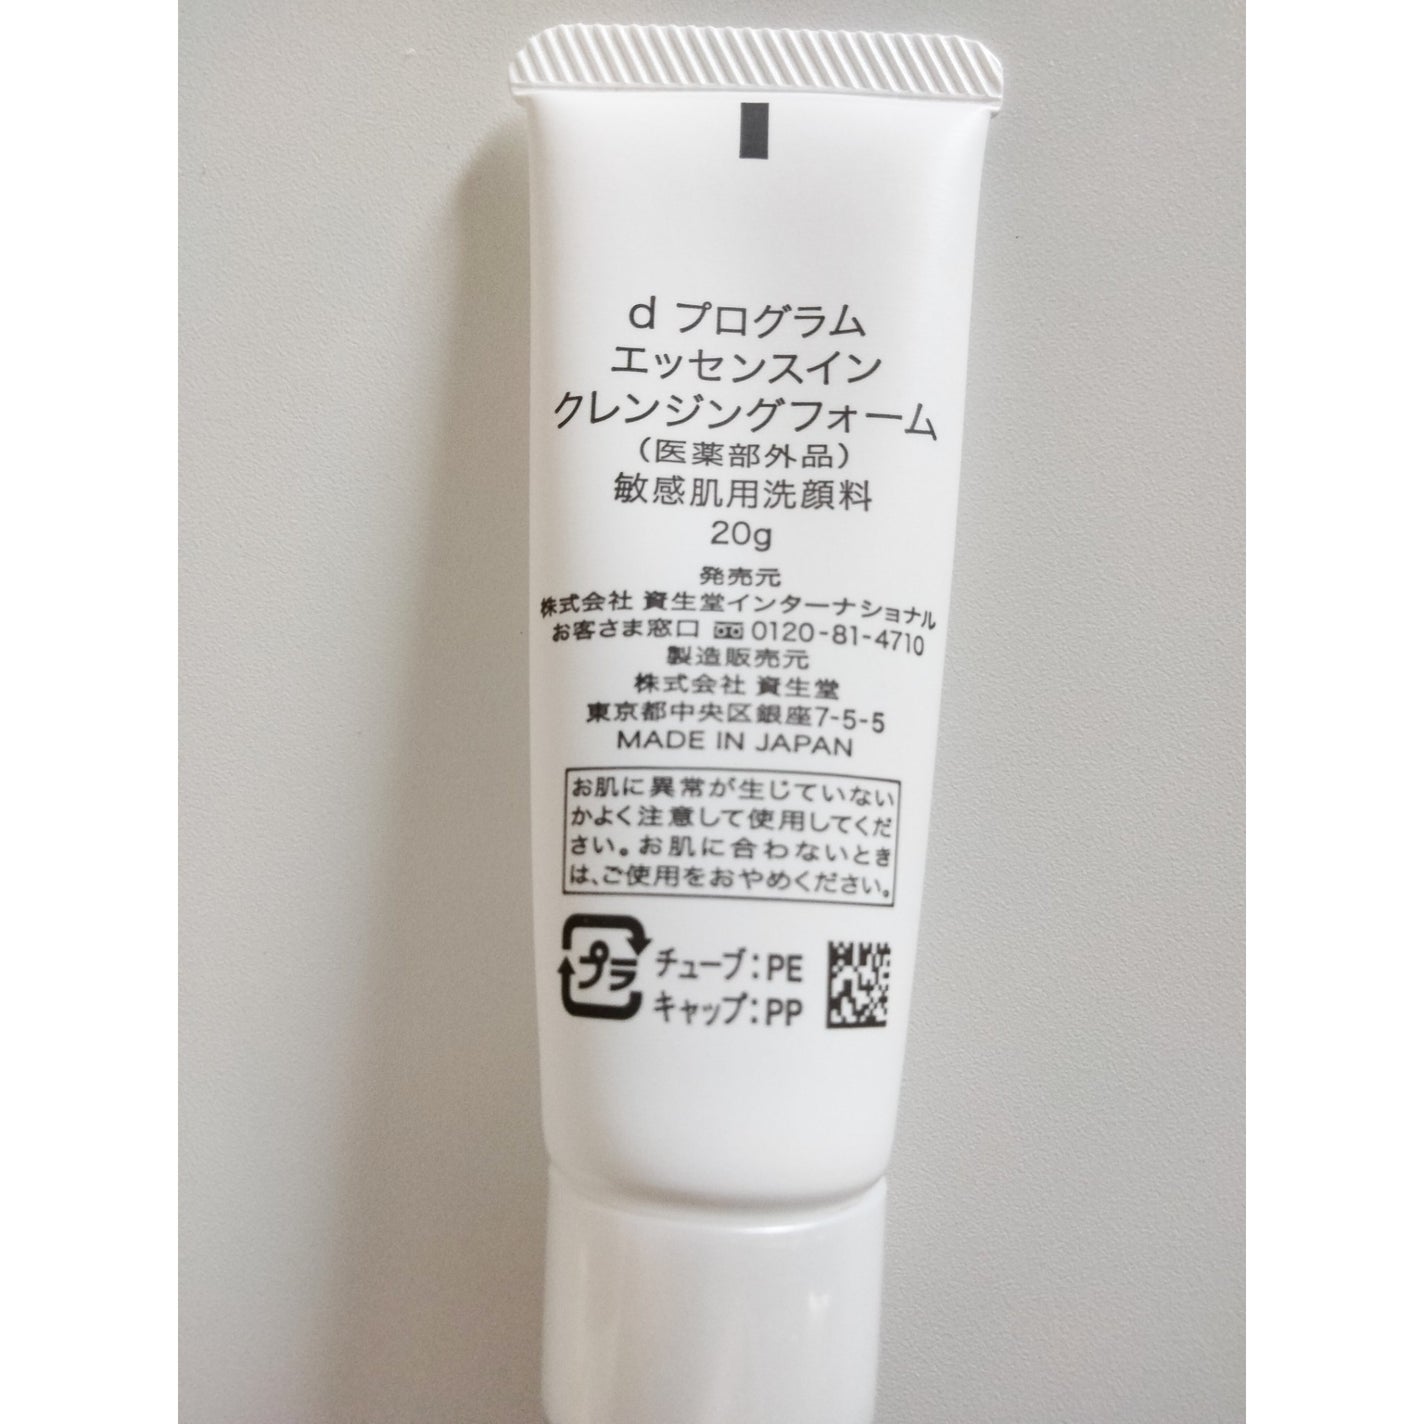 d プログラム
エッセンスイン
クレンジングフォーム
（医薬部外品）
敏感肌用洗顔料
20g
発売元
株式会社 資生堂インターナショナル
お客さま窓口 0120-81-4710
製造販売元
株式会社 資生堂
東京都中央区銀座7-5-5
MADE IN JAPAN
お肌に異常が生じていない
かよく注意して使用してくだ
さい。お肌に合わないとき
は、ご使用をおやめください。
プラ チューブ：PE
キャップ：PP